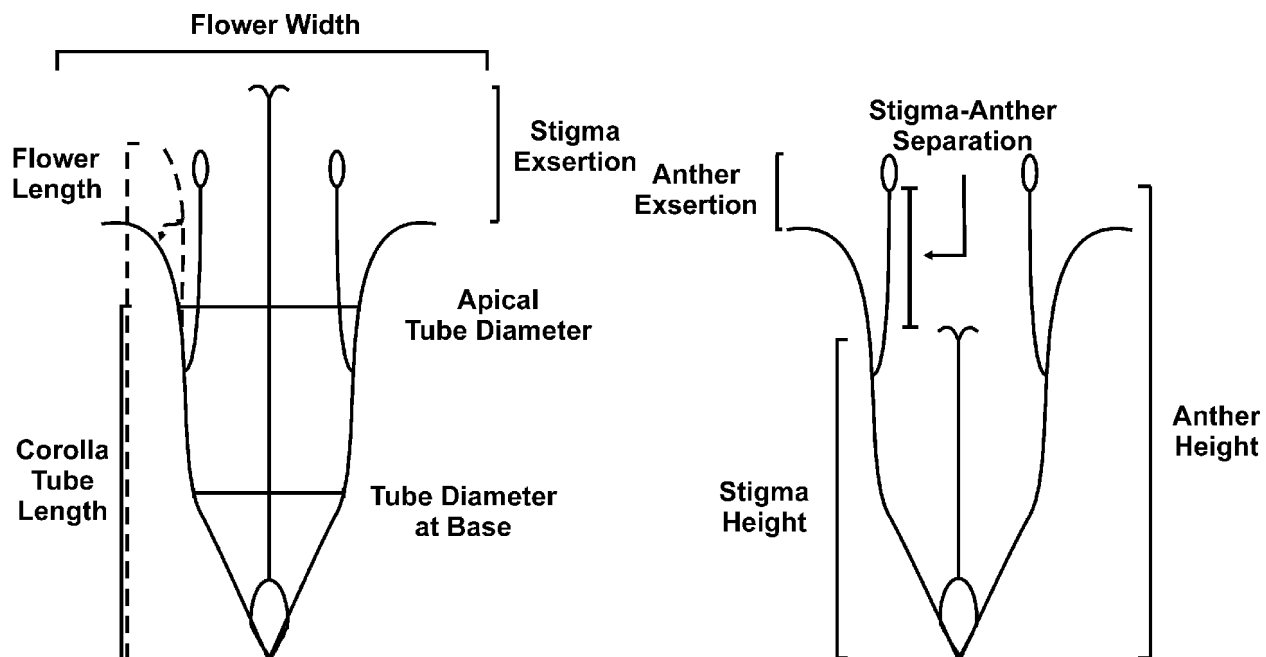 Flower Width
Flower
Length
Stigma
Exsertion
Apical
Tube Diameter
Corolla
Tube
Length
Tube Diameter
at Base
Stigma-Anther
Separation
Anther
Exsertion
Anther
Height
Stigma
Height